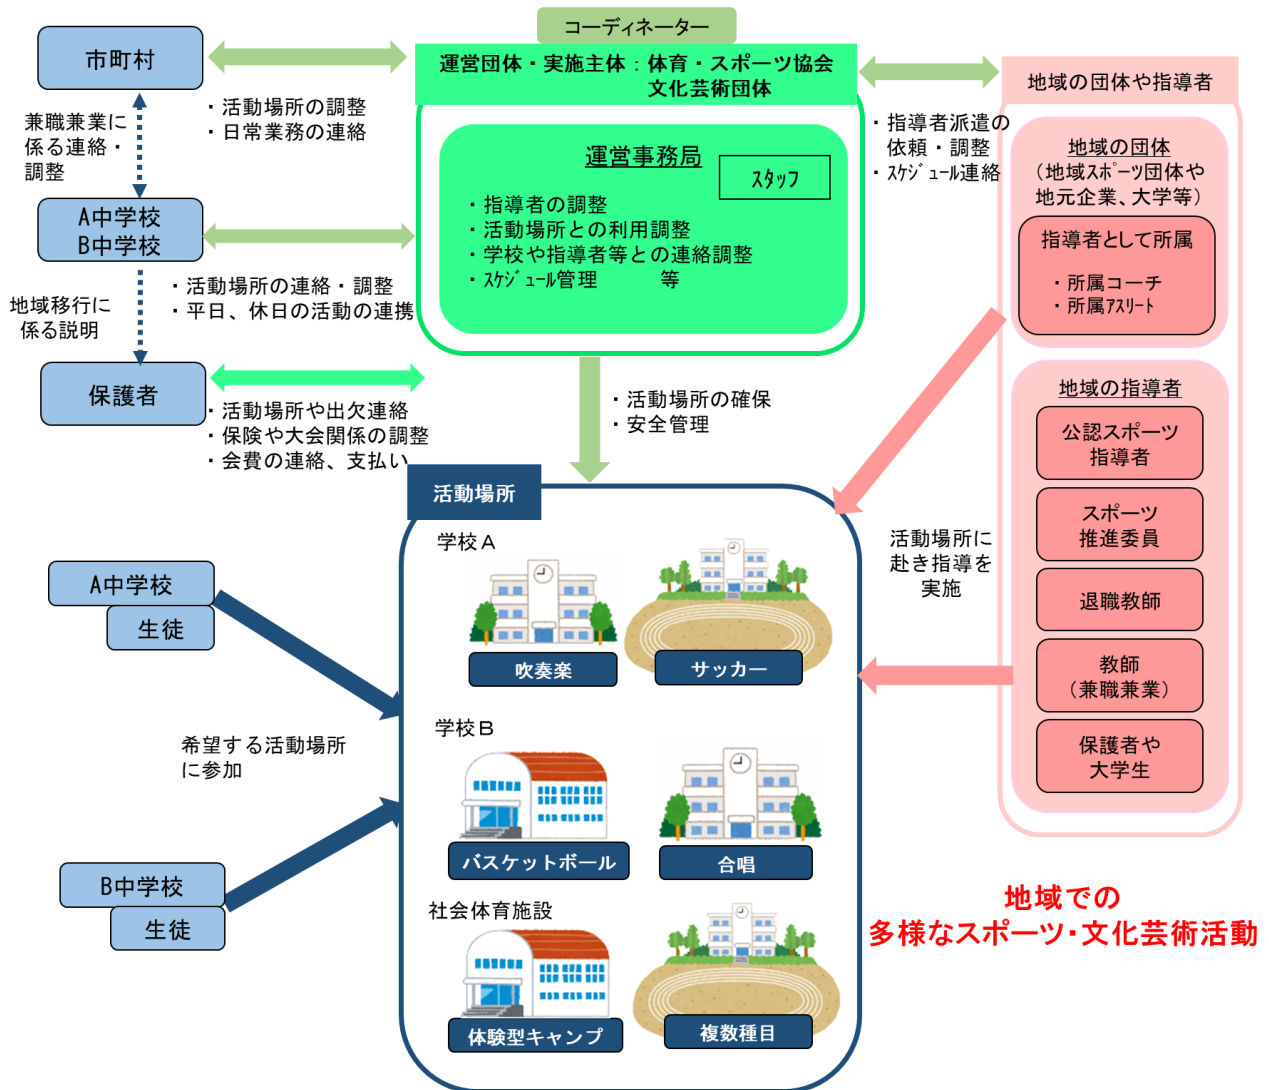 コーディネーター
市町村
運営団体・実施主体：体育・スポーツ協会
文化芸術団体
地域の団体や指導者
・活動場所の調整
・日常業務の連絡
兼職兼業に
係る連絡・
調整
運営事務局
スタッフ
・指導者の調整
・活動場所との利用調整
・学校や指導者等との連絡調整
・スケジュール管理　　　等
・指導者派遣の
依頼・調整
・スケジュール連絡
地域の団体
（地域スポーツ団体や
地元企業、大学等）
指導者として所属
・所属コーチ
・所属アスリート
A中学校
B中学校
・活動場所の連絡・調整
・平日、休日の活動の連携
地域移行に
係る説明
保護者
・活動場所や出欠連絡
・保険や大会関係の調整
・会費の連絡、支払い
・活動場所の確保
・安全管理
地域の指導者
公認スポーツ
指導者
スポーツ
推進委員
退職教師
教師
（兼職兼業）
保護者や
大学生
活動場所に
赴き指導を
実施
活動場所
学校A
吹奏楽
サッカー
学校B
バスケットボール
合唱
社会体育施設
体験型キャンプ
複数種目
A中学校
生徒
希望する活動場所
に参加
B中学校
生徒
地域での
多様なスポーツ・文化芸術活動